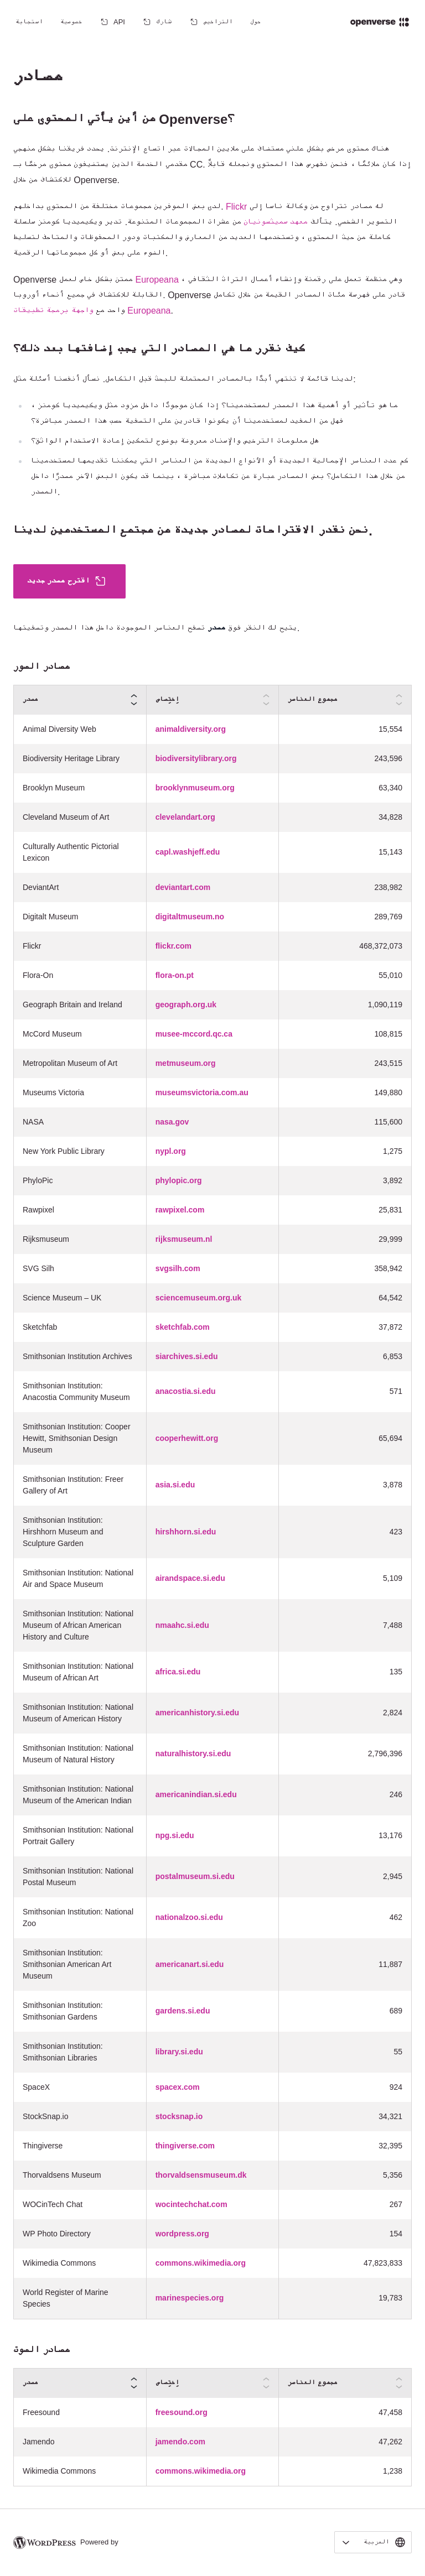 openverse
حول
التراخيص
شارك
API
خصوصية
استجابة
مصادر
من أين يأتي المحتوى على Openverse؟
هناك محتوى مرخص بشكل علني مستضاف على ملايين المجالات عبر اتساع الإنترنت. يحدد فريقنا بشكل منهجي
للاكتشاف من خلال Openverse.
لدى بعض الموفرين مجموعات مختلفة من المحتوى بداخلهم. Flickr له مصادر تتراوح من وكالة ناسا إلى
التصوير الشخصي. يتألف معهد سميثسونيان من عشرات المجموعات المتنوعة. تدير ويكيميديا كومنز سلسلة
كاملة من حيث المحتوى ، وتستخدمها العديد من المعارض والمكتبات ودور المحفوظات والمتاحف لتسليط
الضوء على بعض أو كل مجموعاتها الرقمية.
Openverse ممتن بشكل خاص لعمل Europeana ، وهي منظمة تعمل على رقمنة وإنشاء أعمال التراث الثقافي
القابلة للاكتشاف في جميع أنحاء أوروبا. Openverse قادر على فهرسة مئات المصادر القيمة من خلال تكامل
واحد مع واجهة برمجة تطبيقات Europeana.
كيف نقرر ما هي المصادر التي يجب إضافتها بعد ذلك؟
لدينا قائمة لا تنتهي أبدًا بالمصادر المحتملة للبحث قبل التكامل. نسأل أنفسنا أسئلة مثل:
ما هو تأثير أو أهمية هذا المصدر لمستخدمينا؟ إذا كان موجودًا داخل مزود مثل ويكيميديا كومنز ،
فهل من المفيد لمستخدمينا أن يكونوا قادرين على التصفية حسب هذا المصدر مباشرة؟
هل معلومات الترخيص والإسناد معروضة بوضوح لتمكين إعادة الاستخدام الواثق؟
كم عدد العناصر الإجمالية الجديدة أو الأنواع الجديدة من العناصر التي يمكننا تقديمها لمستخدمينا
من خلال هذا التكامل؟ بعض المصادر عبارة عن تكاملات مباشرة ، بينما قد يكون البعض الآخر مصدرًا داخل
المصدر.
نحن نقدر الاقتراحات لمصادر جديدة من مجتمع المستخدمين لدينا.
اقترح مصدر جديد
يتيح لك النقر فوق مصدر تصفح العناصر الموجودة داخل هذا المصدر وتصفيتها.
مصادر الصور
مصدر	إختِصاص	مجموع العناصر
Animal Diversity Web	animaldiversity.org	15,554
Biodiversity Heritage Library	biodiversitylibrary.org	243,596
Brooklyn Museum	brooklynmuseum.org	63,340
Cleveland Museum of Art	clevelandart.org	34,828
Culturally Authentic Pictorial Lexicon	capl.washjeff.edu	15,143
DeviantArt	deviantart.com	238,982
Digitalt Museum	digitaltmuseum.no	289,769
Flickr	flickr.com	468,372,073
Flora-On	flora-on.pt	55,010
Geograph Britain and Ireland	geograph.org.uk	1,090,119
McCord Museum	musee-mccord.qc.ca	108,815
Metropolitan Museum of Art	metmuseum.org	243,515
Museums Victoria	museumsvictoria.com.au	149,880
NASA	nasa.gov	115,600
New York Public Library	nypl.org	1,275
PhyloPic	phylopic.org	3,892
Rawpixel	rawpixel.com	25,831
Rijksmuseum	rijksmuseum.nl	29,999
SVG Silh	svgsilh.com	358,942
Science Museum – UK	sciencemuseum.org.uk	64,542
Sketchfab	sketchfab.com	37,872
Smithsonian Institution Archives	siarchives.si.edu	6,853
Smithsonian Institution: Anacostia Community Museum	anacostia.si.edu	571
Smithsonian Institution: Cooper Hewitt, Smithsonian Design Museum	cooperhewitt.org	65,694
Smithsonian Institution: Freer Gallery of Art	asia.si.edu	3,878
Smithsonian Institution: Hirshhorn Museum and Sculpture Garden	hirshhorn.si.edu	423
Smithsonian Institution: National Air and Space Museum	airandspace.si.edu	5,109
Smithsonian Institution: National Museum of African American History and Culture	nmaahc.si.edu	7,488
Smithsonian Institution: National Museum of African Art	africa.si.edu	135
Smithsonian Institution: National Museum of American History	americanhistory.si.edu	2,824
Smithsonian Institution: National Museum of Natural History	naturalhistory.si.edu	2,796,396
Smithsonian Institution: National Museum of the American Indian	americanindian.si.edu	246
Smithsonian Institution: National Portrait Gallery	npg.si.edu	13,176
Smithsonian Institution: National Postal Museum	postalmuseum.si.edu	2,945
Smithsonian Institution: National Zoo	nationalzoo.si.edu	462
Smithsonian Institution: Smithsonian American Art Museum	americanart.si.edu	11,887
Smithsonian Institution: Smithsonian Gardens	gardens.si.edu	689
Smithsonian Institution: Smithsonian Libraries	library.si.edu	55
SpaceX	spacex.com	924
StockSnap.io	stocksnap.io	34,321
Thingiverse	thingiverse.com	32,395
Thorvaldsens Museum	thorvaldsensmuseum.dk	5,356
WOCinTech Chat	wocintechchat.com	267
WP Photo Directory	wordpress.org	154
Wikimedia Commons	commons.wikimedia.org	47,823,833
World Register of Marine Species	marinespecies.org	19,783
مصادر الصوت
مصدر	إختِصاص	مجموع العناصر
Freesound	freesound.org	47,458
Jamendo	jamendo.com	47,262
Wikimedia Commons	commons.wikimedia.org	1,238
العربية
Powered by WORDPRESS